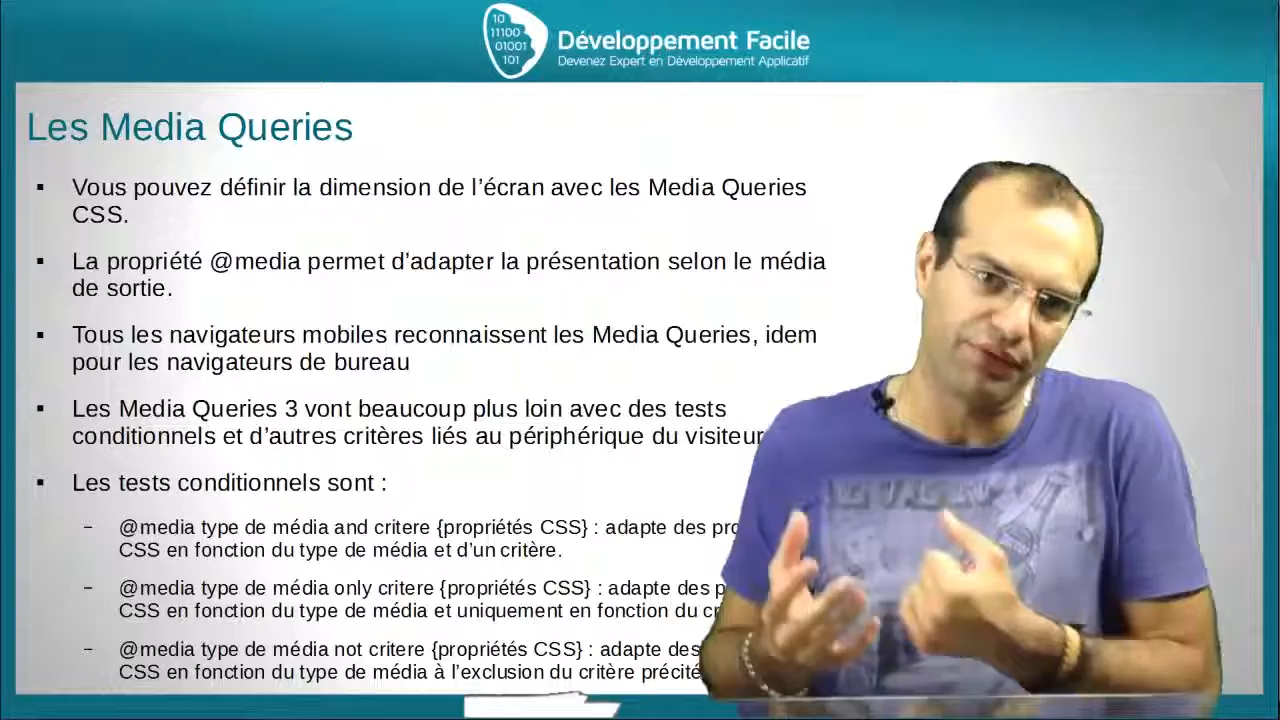 10
11100
01001
101
Développement Facile
Devenez Expert en Développement Applicatif
Les Media Queries
▪ Vous pouvez définir la dimension de l’écran avec les Media Queries
CSS.
▪ La propriété @media permet d’adapter la présentation selon le média
de sortie.
▪ Tous les navigateurs mobiles reconnaissent les Media Queries, idem
pour les navigateurs de bureau
▪ Les Media Queries 3 vont beaucoup plus loin avec des tests
conditionnels et d’autres critères liés au périphérique du visiteur
▪ Les tests conditionnels sont :
– @media type de média and critere {propriétés CSS} : adapte des
CSS en fonction du type de média et d’un critère.
– @media type de média only critere {propriétés CSS} : adapte des
CSS en fonction du type de média et uniquement en fonction du
– @media type de média not critere {propriétés CSS} : adapte des
CSS en fonction du type de média à l’exclusion du critère précité